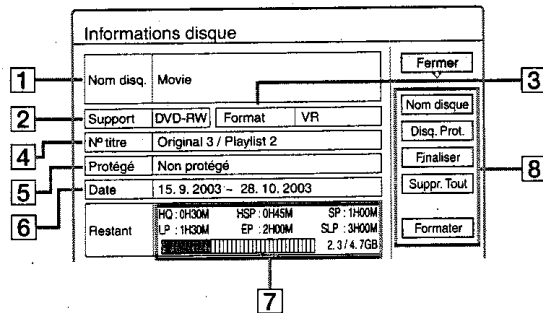 Informations disque
1
Nom disq. Movie
Fermer
3
2
Support DVD-RW Format VR
Nom disque
4
Nº titre Original 3 / Playlist 2
Disq. Prot.
5
Protégé Non protégé
Finaliser
8
6
Date 15. 9. 2003 ~ 28. 10. 2003
Suppr. Tout
Restant
HQ : 0H30M HSP : 0H45M SP : 1H00M
LP : 1H30M EP : 2H00M SLP : 3H00M
2. 3 / 4. 7GB
Formater
7